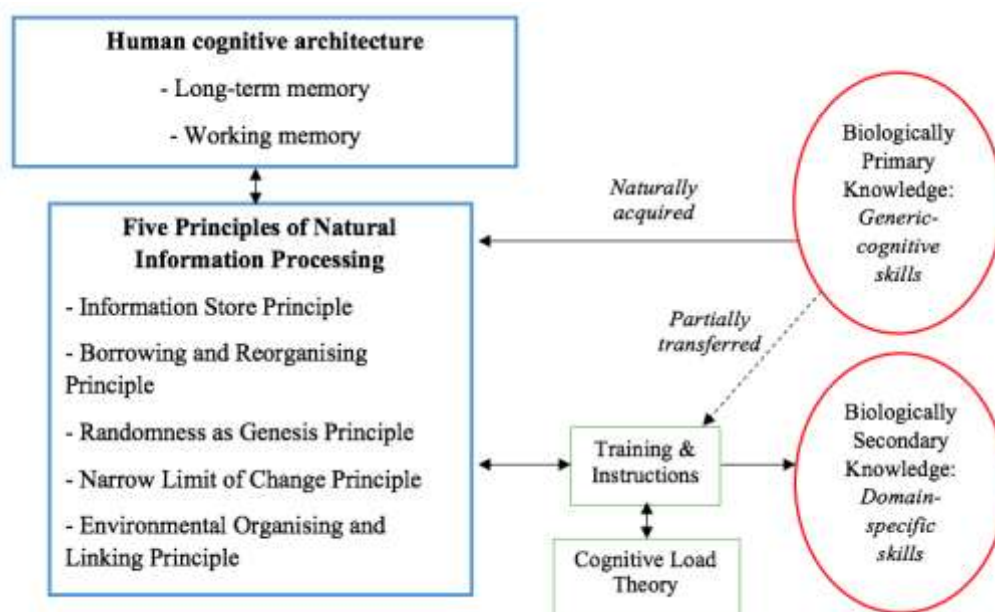 Human cognitive architecture
- Long-term memory
- Working memory
Five Principles of Natural
Information Processing
- Information Store Principle
- Borrowing and Reorganising
Principle
- Randomness as Genesis Principle
- Narrow Limit of Change Principle
- Environmental Organising and
Linking Principle
Naturally
acquired
Partially
transferred
Biologically
Primary
Knowledge:
Generic-
cognitive
skills
Training &
Instructions
Cognitive Load
Theory
Biologically
Secondary
Knowledge:
Domain-
specific
skills